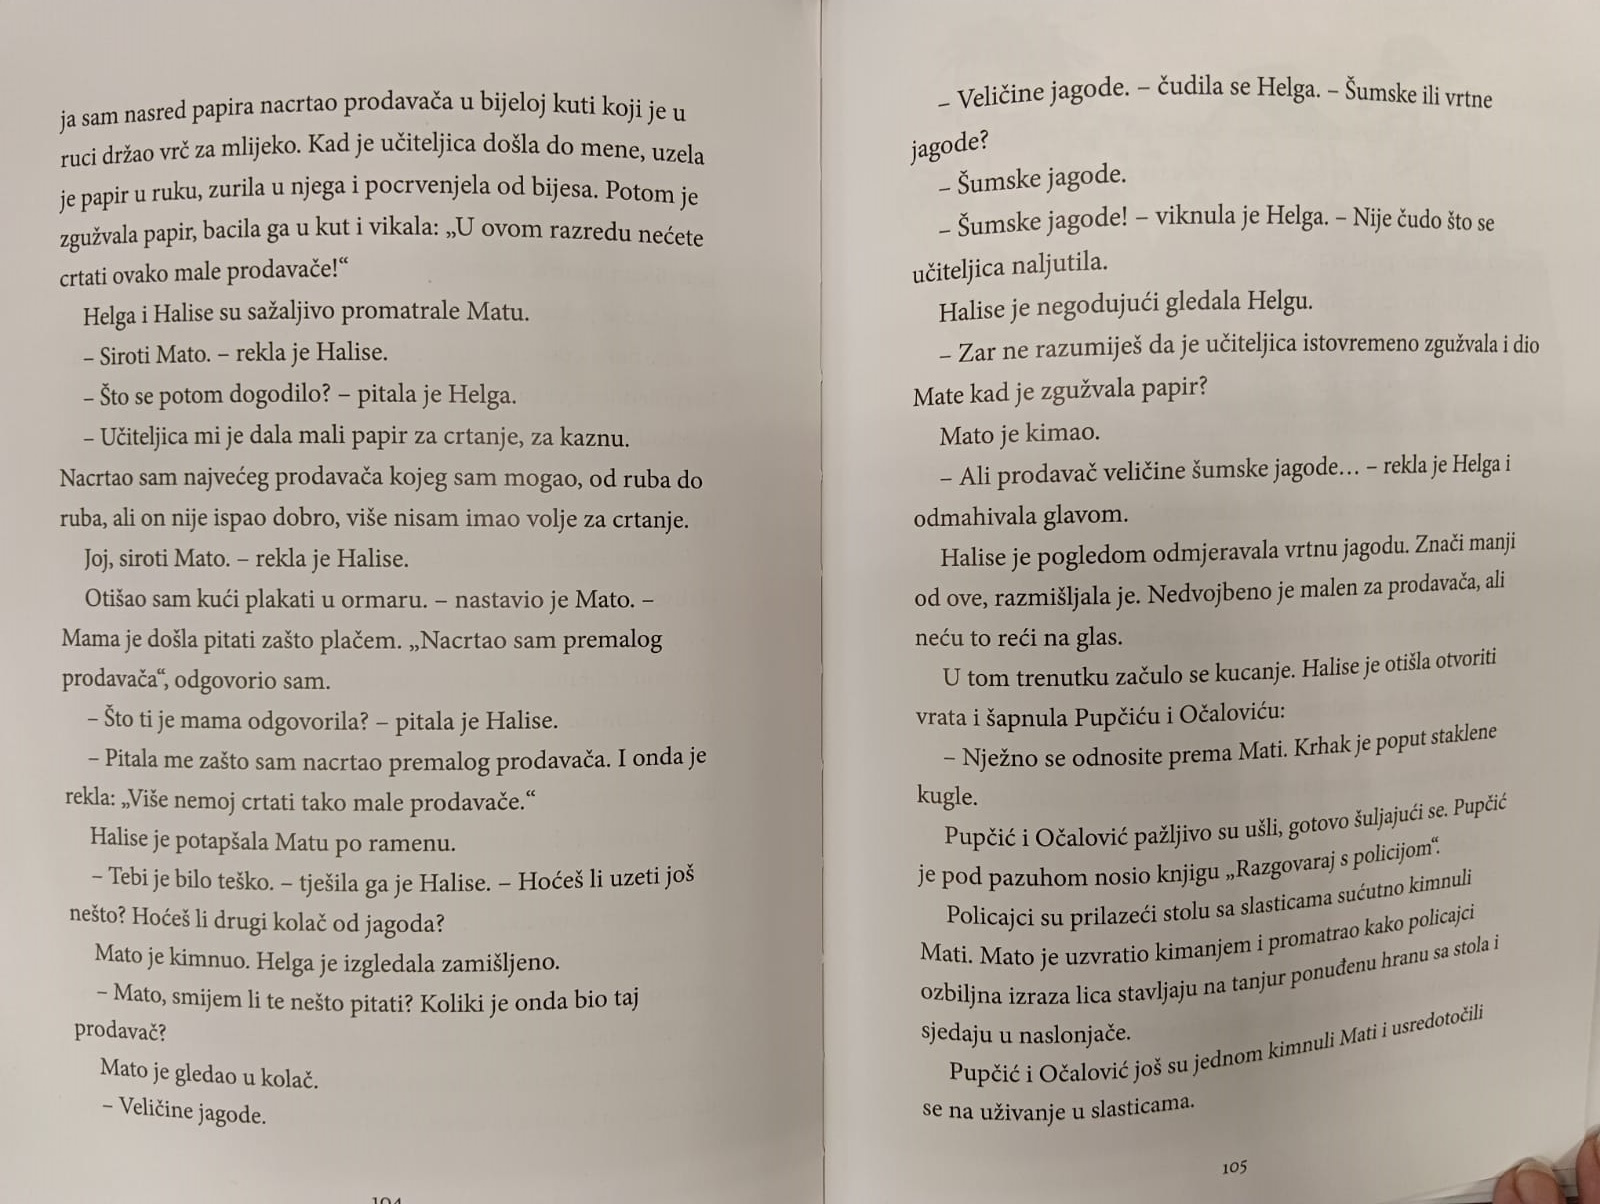 ja sam nasred papira nacrtao prodavača u bijeloj kuti koji je u
ruci držao vrč za mlijeko. Kad je učiteljica došla do mene, uzela
je papir u ruku, zurila u njega i pocrvenjela od bijesa. Potom je
zgužvala papir, bacila ga u kut i vikala: „U ovom razredu nećete
crtati ovako male prodavače!“
Helga i Halise su sažaljivo promatrale Matu.
– Siroti Mato. – rekla je Halise.
– Što se potom dogodilo? – pitala je Helga.
– Učiteljica mi je dala mali papir za crtanje, za kaznu.
Nacrtao sam najvećeg prodavača kojeg sam mogao, od ruba do
ruba, ali on nije ispao dobro, više nisam imao volje za crtanje.
Joj, siroti Mato. – rekla je Halise.
Otišao sam kući plakati u ormaru. – nastavio je Mato. –
Mama je došla pitati zašto plačem. „Nacrtao sam premalog
prodavača“, odgovorio sam.
– Što ti je mama odgovorila? – pitala je Halise.
– Pitala me zašto sam nacrtao premalog prodavača. I onda je
rekla: „Više nemoj crtati tako male prodavače.“
Halise je potapšala Matu po ramenu.
– Tebi je bilo teško. – tješila ga je Halise. – Hoćeš li uzeti još
nešto? Hoćeš li drugi kolač od jagoda?
Mato je kimnuo. Helga je izgledala zamišljeno.
– Mato, smijem li te nešto pitati? Koliki je onda bio taj
prodavač?
Mato je gledao u kolač.
– Veličine jagode.
104
– Veličine jagode. – čudila se Helga. – Šumske ili vrtne
jagode?
– Šumske jagode.
– Šumske jagode! – viknula je Helga. – Nije čudo što se
učiteljica naljutila.
Halise je negodujući gledala Helgu.
– Zar ne razumiješ da je učiteljica istovremeno zgužvala i dio
Mate kad je zgužvala papir?
Mato je kimao.
– Ali prodavač veličine šumske jagode… – rekla je Helga i
odmahivala glavom.
Halise je pogledom odmjeravala vrtnu jagodu. Znači manji
od ove, razmišljala je. Nedvojbeno je malen za prodavača, ali
neću to reći na glas.
U tom trenutku začulo se kucanje. Halise je otišla otvoriti
vrata i šapnula Pupčiću i Očaloviću:
– Nježno se odnosite prema Mati. Krhak je poput staklene
kugle.
Pupčić i Očalović pažljivo su ušli, gotovo šuljajući se. Pupčić
je pod pazuhom nosio knjigu „Razgovaraj s policijom“.
Policajci su prilazeći stolu sa slasticama sućutno kimnuli
Mati. Mato je uzvratio kimanjem i promatrao kako policajci
ozbiljna izraza lica stavljaju na tanjur ponuđenu hranu sa stola i
sjedaju u naslonjače.
Pupčić i Očalović još su jednom kimnuli Mati i usredotočili
se na uživanje u slasticama.
105